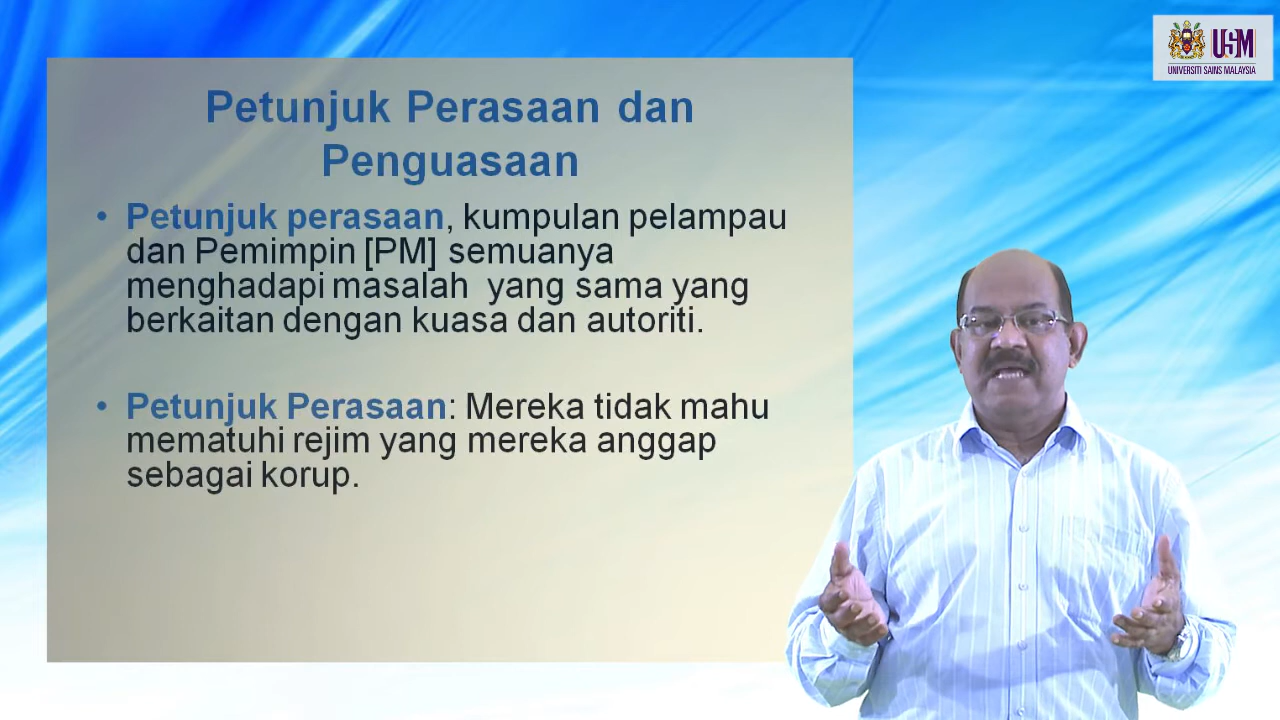 USM
UNIVERSITI SAINS MALAYSIA
Petunjuk Perasaan dan
Penguasaan
• Petunjuk perasaan, kumpulan pelampau
dan Pemimpin [PM] semuanya
menghadapi masalah  yang sama yang
berkaitan dengan kuasa dan autoriti.
• Petunjuk Perasaan: Mereka tidak mahu
mematuhi rejim yang mereka anggap
sebagai korup.